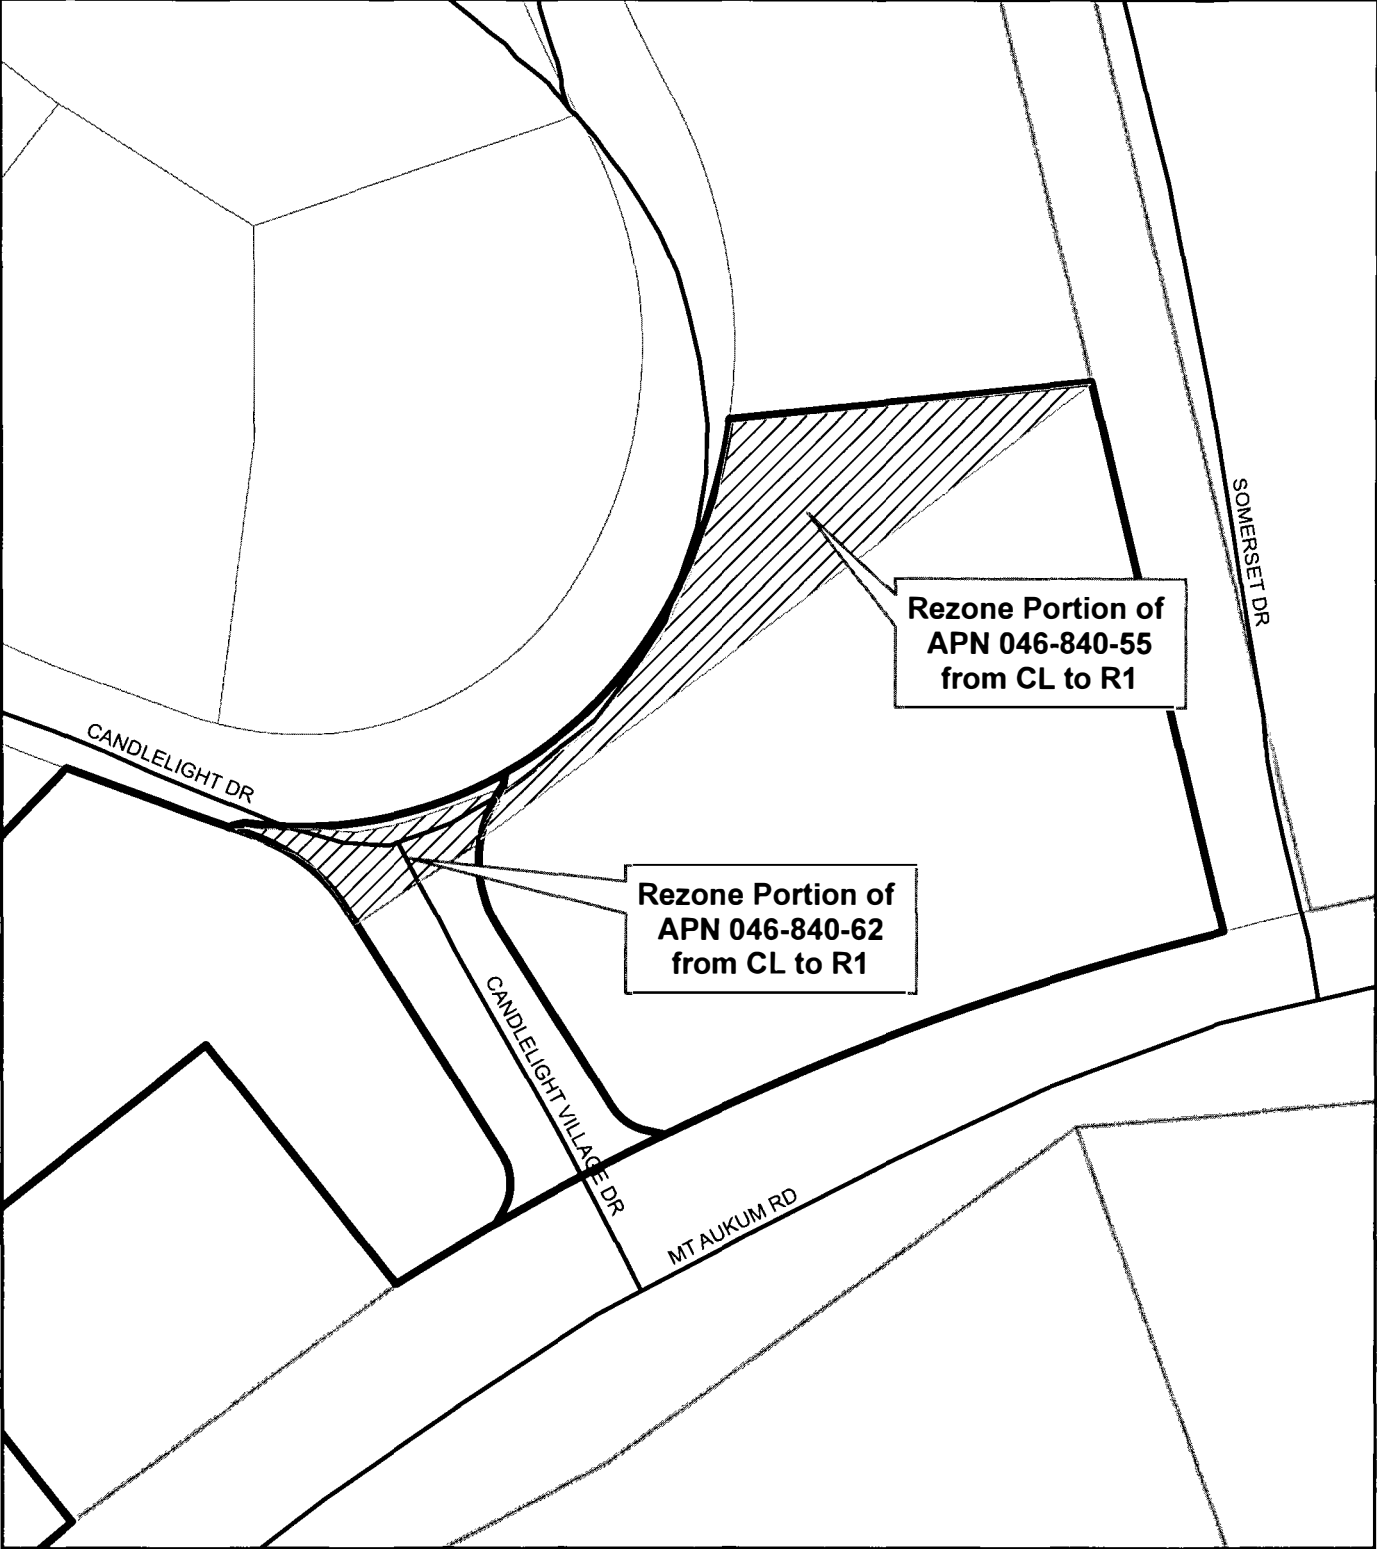 SOMERSET DR
Rezone Portion of
APN 046-840-55
from CL to R1
CANDLELIGHT DR
Rezone Portion of
APN 046-840-62
from CL to R1
CANDLELIGHT VILLAGE DR
MT AUKUM RD